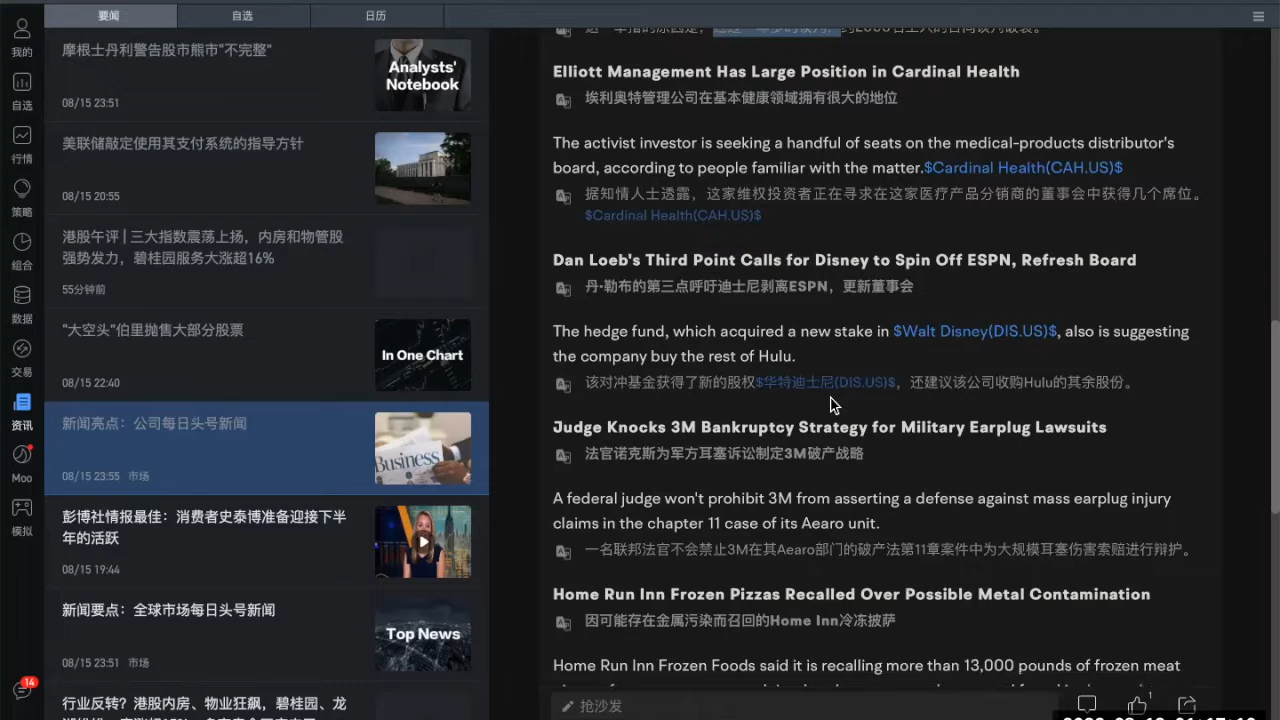 要闻
自选
日历
我的
自选
行情
策略
组合
数据
交易
资讯
Moo
模拟
14
摩根士丹利警告股市熊市"不完整"
08/15 23:51
Analysts'
Notebook
美联储敲定使用其支付系统的指导方针
08/15 20:55
港股午评 | 三大指数震荡上扬，内房和物管股
强势发力，碧桂园服务大涨超16%
55分钟前
"大空头"伯里抛售大部分股票
08/15 22:40
In One Chart
新闻亮点：公司每日头号新闻
08/15 23:55 市场
Business
彭博社情报最佳：消费者史泰博准备迎接下半
年的活跃
08/15 19:44
新闻要点：全球市场每日头号新闻
08/15 23:51 市场
Top News
行业反转？港股内房、物业狂飙，碧桂园、龙
Elliott Management Has Large Position in Cardinal Health
埃利奥特管理公司在基本健康领域拥有很大的地位
The activist investor is seeking a handful of seats on the medical-products distributor's
board, according to people familiar with the matter.$Cardinal Health(CAH.US)$
据知情人士透露，这家维权投资者正在寻求在这家医疗产品分销商的董事会中获得几个席位。
$Cardinal Health(CAH.US)$
Dan Loeb's Third Point Calls for Disney to Spin Off ESPN, Refresh Board
丹·勒布的第三点呼吁迪士尼剥离ESPN，更新董事会
The hedge fund, which acquired a new stake in $Walt Disney(DIS.US)$, also is suggesting
the company buy the rest of Hulu.
该对冲基金获得了新的股权$华特迪士尼(DIS.US)$，还建议该公司收购Hulu的其余股份。
Judge Knocks 3M Bankruptcy Strategy for Military Earplug Lawsuits
法官诺克斯为军方耳塞诉讼制定3M破产战略
A federal judge won't prohibit 3M from asserting a defense against mass earplug injury
claims in the chapter 11 case of its Aearo unit.
一名联邦法官不会禁止3M在其Aearo部门的破产法第11章案件中为大规模耳塞伤害索赔进行辩护。
Home Run Inn Frozen Pizzas Recalled Over Possible Metal Contamination
因可能存在金属污染而召回的Home Inn冷冻披萨
Home Run Inn Frozen Foods said it is recalling more than 13,000 pounds of frozen meat
抢沙发
1